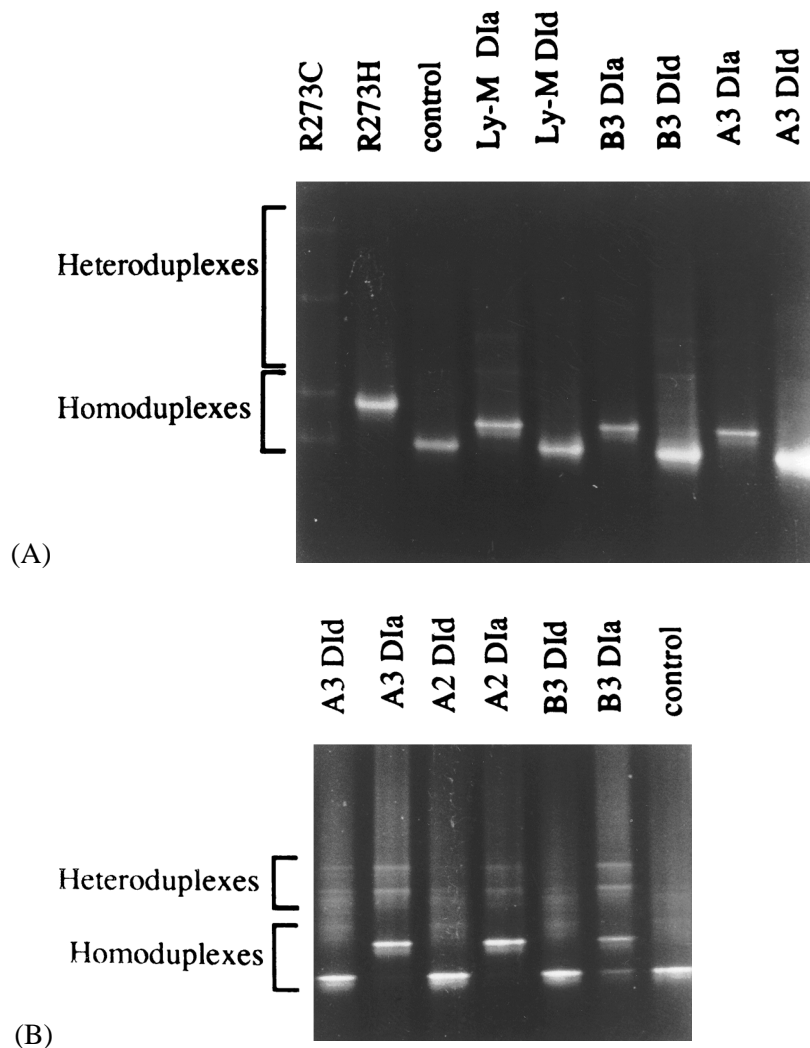 R273C
R273H
control
Ly-M DIa
Ly-M DId
B3 DIa
B3 DId
A3 DIa
A3 DId
Heteroduplexes
Homoduplexes
(A)
A3 DId
A3 DIa
A2 DId
A2 DIa
B3 DId
B3 DIa
control
Heteroduplexes
Homoduplexes
(B)